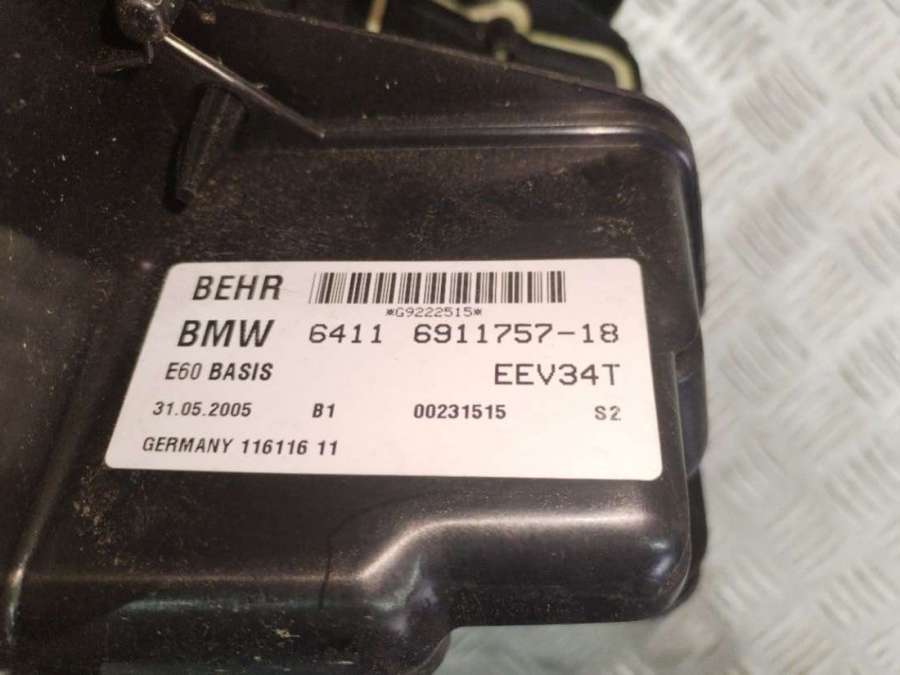 BEHR
*G9222515*
BMW 6411 6911757-18
E60 BASIS EEV34T
31.05.2005 B1 00231515 S2
GERMANY 116116 11